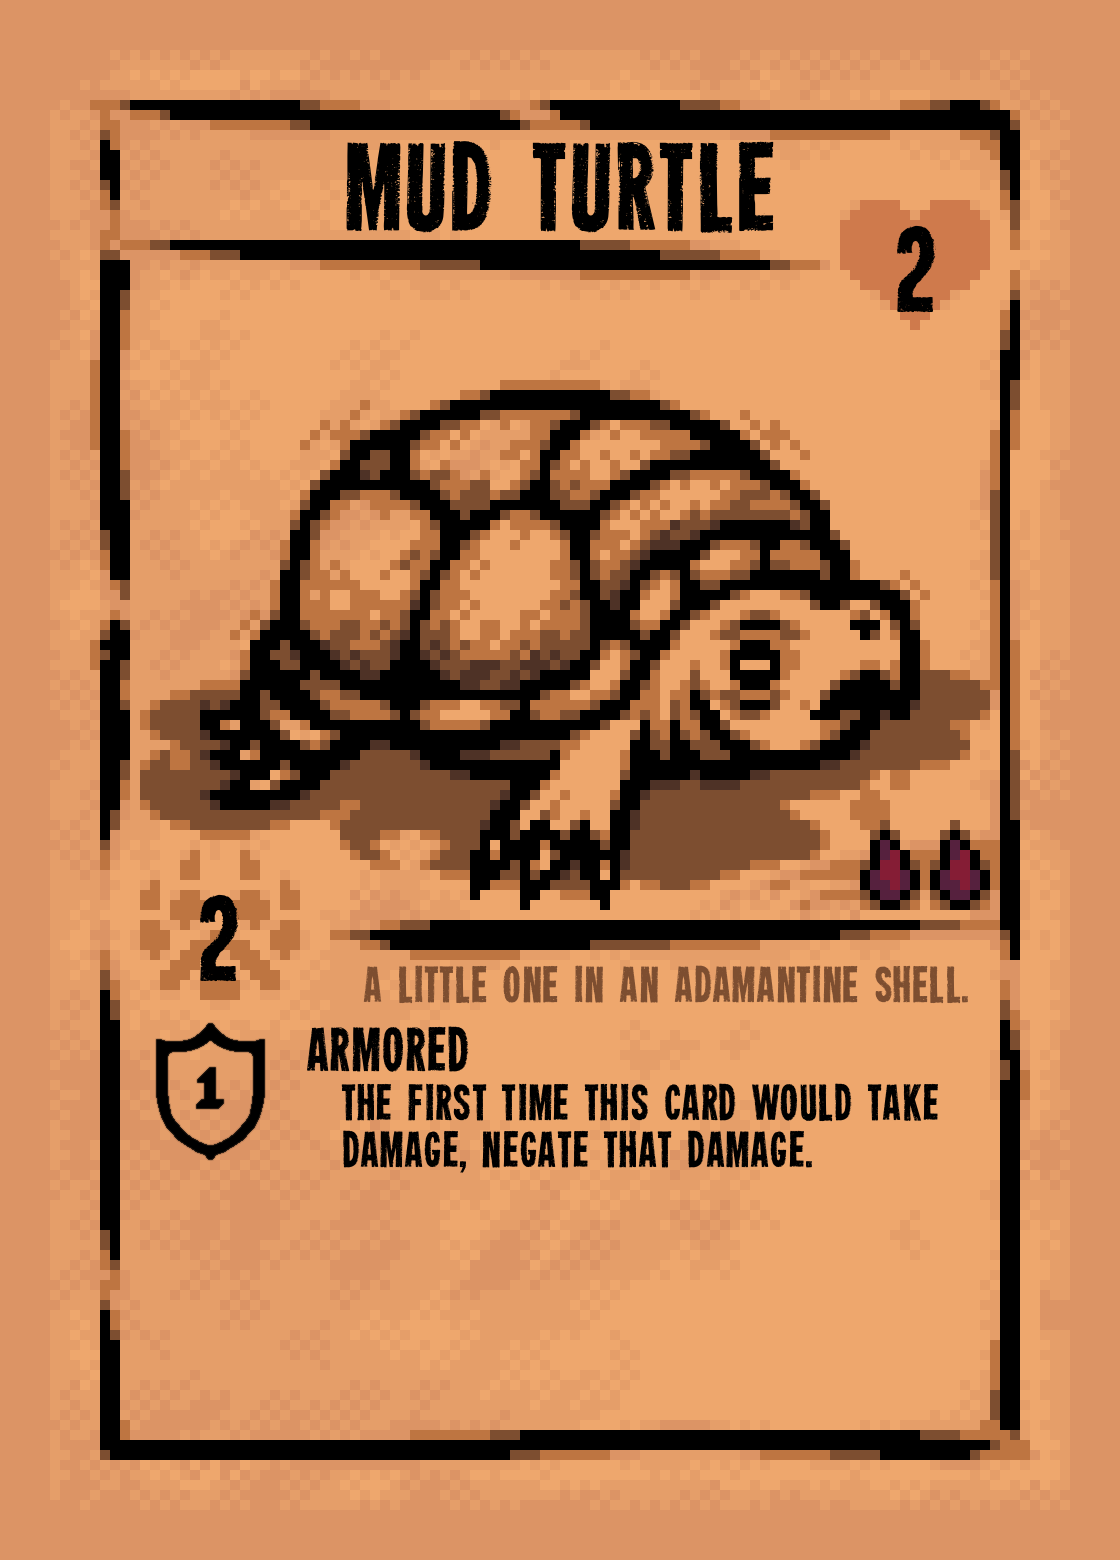 MUD TURTLE
2
2
A LITTLE ONE IN AN ADAMANTINE SHELL.
1
ARMORED
THE FIRST TIME THIS CARD WOULD TAKE
DAMAGE, NEGATE THAT DAMAGE.